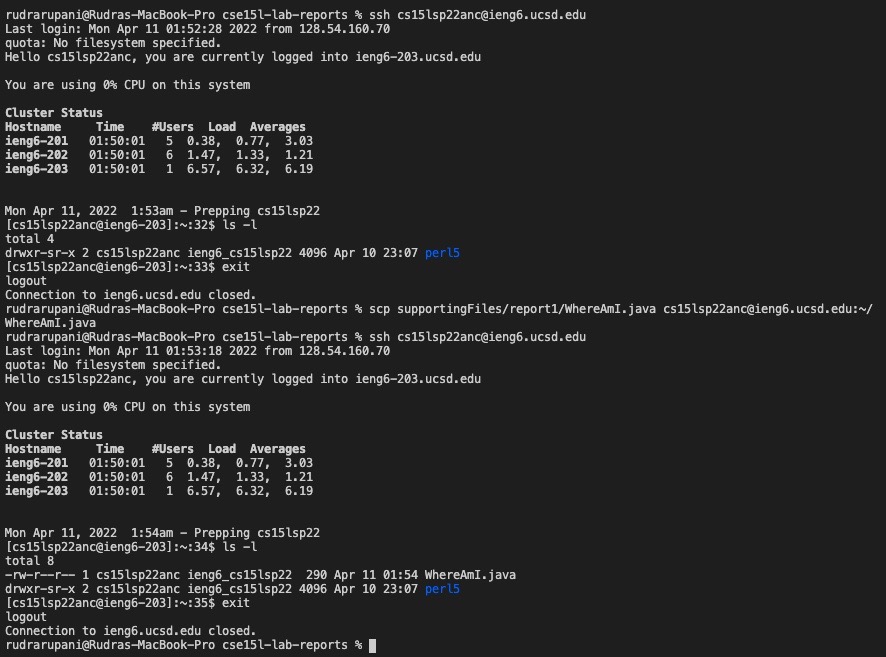 rudrarupani@Rudras-MacBook-Pro cse15l-lab-reports % ssh cs15lsp22anc@ieng6.ucsd.edu
Last login: Mon Apr 11 01:52:28 2022 from 128.54.160.70
quota: No filesystem specified.
Hello cs15lsp22anc, you are currently logged into ieng6-203.ucsd.edu

You are using 0% CPU on this system

Cluster Status
Hostname     Time    #Users  Load  Averages
ieng6-201   01:50:01   5  0.38,  0.77,  3.03
ieng6-202   01:50:01   6  1.47,  1.33,  1.21
ieng6-203   01:50:01   1  6.57,  6.32,  6.19


Mon Apr 11, 2022  1:53am - Prepping cs15lsp22
[cs15lsp22anc@ieng6-203]:~:32$ ls -l
total 4
drwxr-sr-x 2 cs15lsp22anc ieng6_cs15lsp22 4096 Apr 10 23:07 perl5
[cs15lsp22anc@ieng6-203]:~:33$ exit
logout
Connection to ieng6.ucsd.edu closed.
rudrarupani@Rudras-MacBook-Pro cse15l-lab-reports % scp supportingFiles/report1/WhereAmI.java cs15lsp22anc@ieng6.ucsd.edu:~/
WhereAmI.java
rudrarupani@Rudras-MacBook-Pro cse15l-lab-reports % ssh cs15lsp22anc@ieng6.ucsd.edu
Last login: Mon Apr 11 01:53:18 2022 from 128.54.160.70
quota: No filesystem specified.
Hello cs15lsp22anc, you are currently logged into ieng6-203.ucsd.edu

You are using 0% CPU on this system

Cluster Status
Hostname     Time    #Users  Load  Averages
ieng6-201   01:50:01   5  0.38,  0.77,  3.03
ieng6-202   01:50:01   6  1.47,  1.33,  1.21
ieng6-203   01:50:01   1  6.57,  6.32,  6.19


Mon Apr 11, 2022  1:54am - Prepping cs15lsp22
[cs15lsp22anc@ieng6-203]:~:34$ ls -l
total 8
-rw-r--r-- 1 cs15lsp22anc ieng6_cs15lsp22  290 Apr 11 01:54 WhereAmI.java
drwxr-sr-x 2 cs15lsp22anc ieng6_cs15lsp22 4096 Apr 10 23:07 perl5
[cs15lsp22anc@ieng6-203]:~:35$ exit
logout
Connection to ieng6.ucsd.edu closed.
rudrarupani@Rudras-MacBook-Pro cse15l-lab-reports %